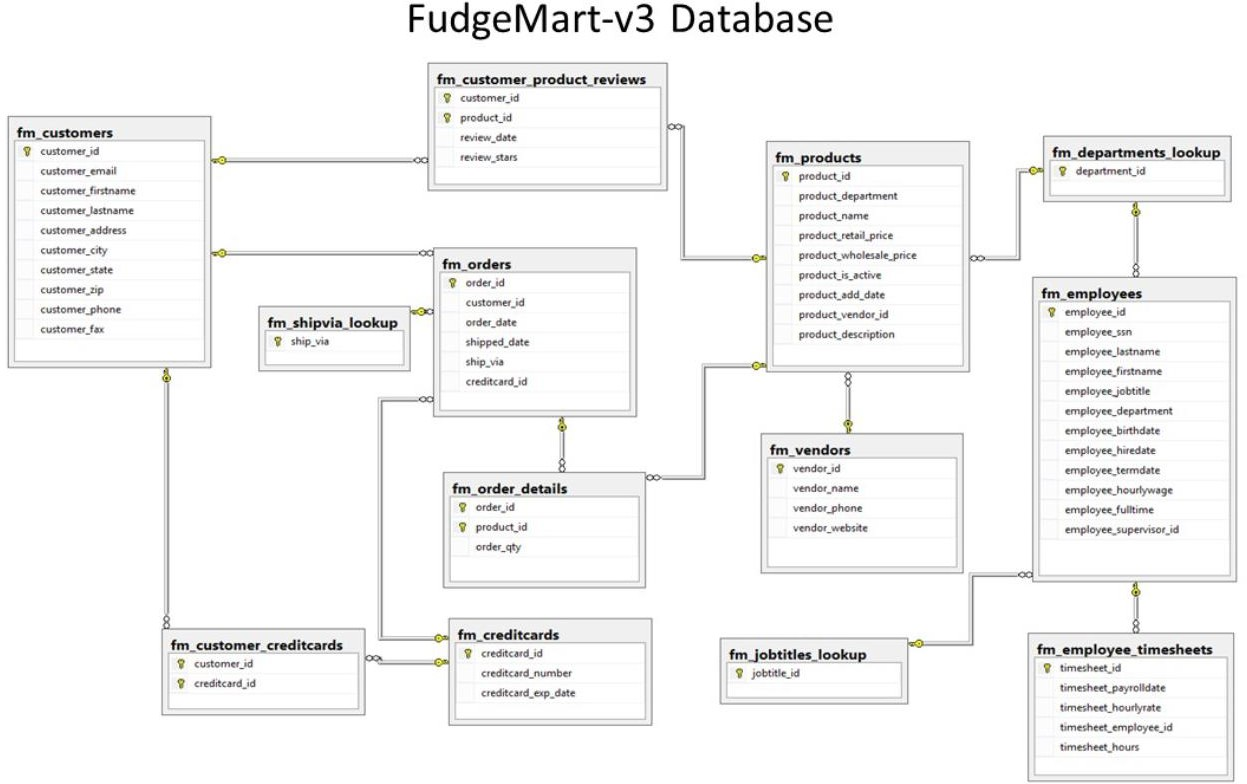 FudgeMart-v3 Database
fm_customers
customer_id
customer_email
customer_firstname
customer_lastname
customer_address
customer_city
customer_state
customer_zip
customer_phone
customer_fax
fm_customer_product_reviews
customer_id
product_id
review_date
review_stars
fm_products
product_id
product_department
product_name
product_retail_price
product_wholesale_price
product_is_active
product_add_date
product_vendor_id
product_description
fm_departments_lookup
department_id
fm_orders
order_id
customer_id
order_date
shipped_date
ship_via
creditcard_id
fm_shipvia_lookup
ship_via
fm_employees
employee_id
employee_ssn
employee_lastname
employee_firstname
employee_jobtitle
employee_department
employee_birthdate
employee_hiredate
employee_termdate
employee_hourlywage
employee_fulltime
employee_supervisor_id
fm_order_details
order_id
product_id
order_qty
fm_vendors
vendor_id
vendor_name
vendor_phone
vendor_website
fm_customer_creditcards
customer_id
creditcard_id
fm_creditcards
creditcard_id
creditcard_number
creditcard_exp_date
fm_jobtitles_lookup
jobtitle_id
fm_employee_timesheets
timesheet_id
timesheet_payrolldate
timesheet_hourlyrate
timesheet_employee_id
timesheet_hours